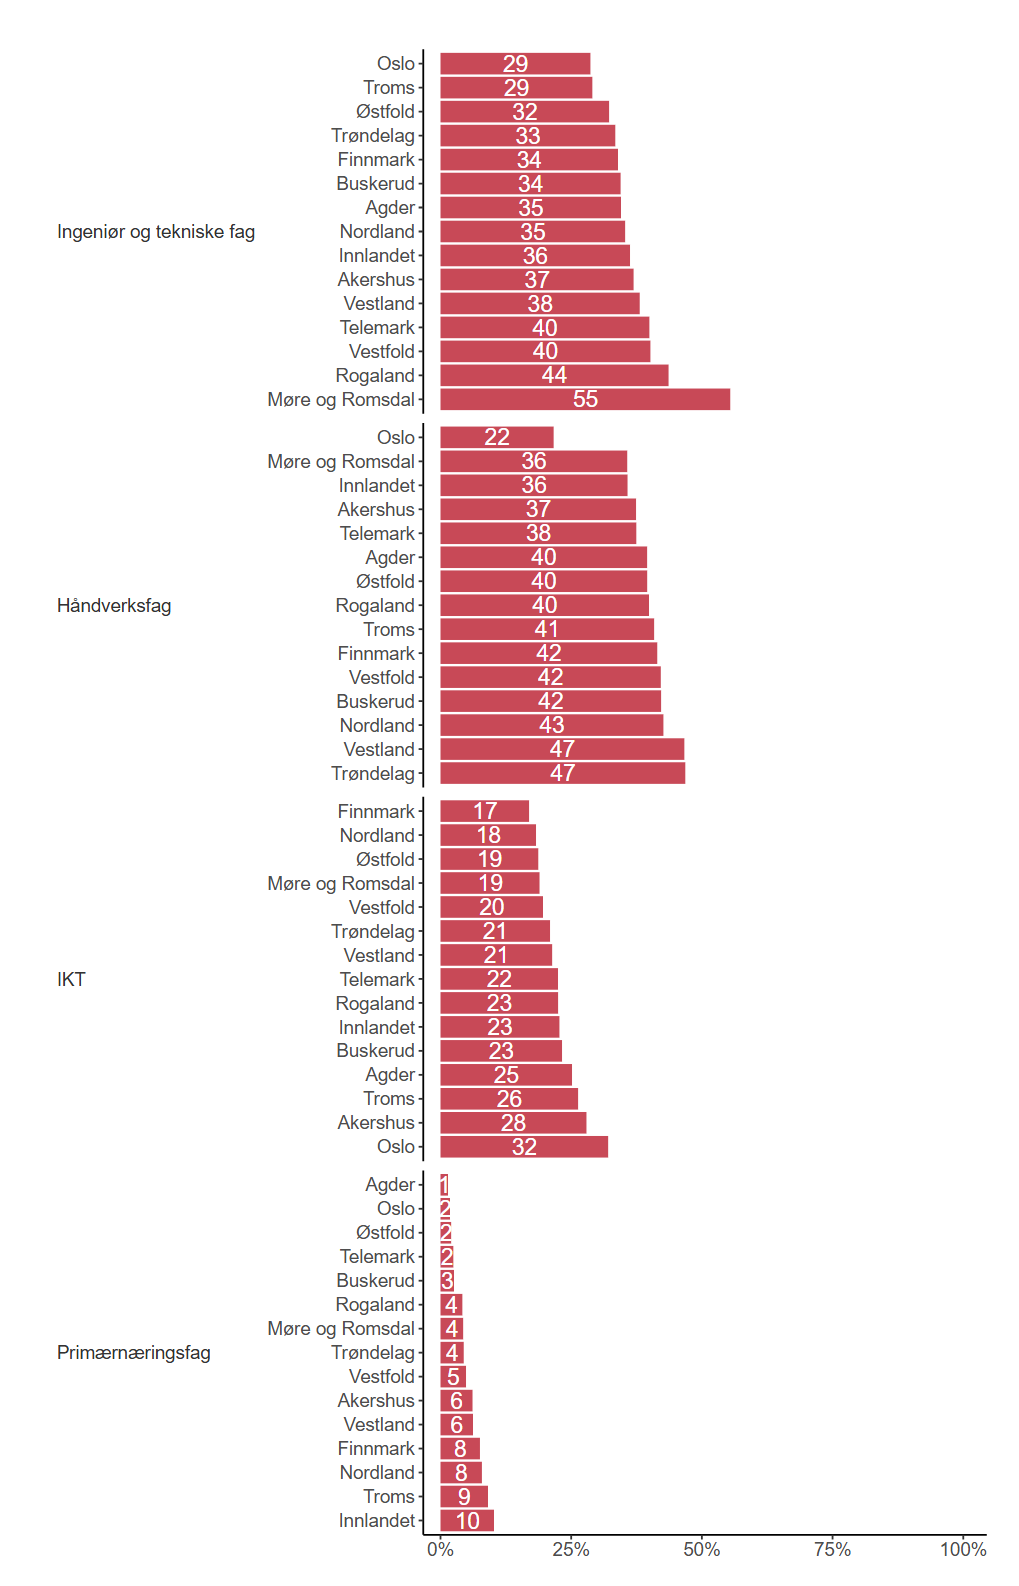 Ingeniør og tekniske fag
Oslo 29
Troms 29
Østfold 32
Trøndelag 33
Finnmark 34
Buskerud 34
Agder 35
Nordland 35
Innlandet 36
Akershus 37
Vestland 38
Telemark 40
Vestfold 40
Rogaland 44
Møre og Romsdal 55
Håndverksfag
Oslo 22
Møre og Romsdal 36
Innlandet 36
Akershus 37
Telemark 38
Agder 40
Østfold 40
Rogaland 40
Troms 41
Finnmark 42
Vestfold 42
Buskerud 42
Nordland 43
Vestland 47
Trøndelag 47
IKT
Finnmark 17
Nordland 18
Østfold 19
Møre og Romsdal 19
Vestfold 20
Trøndelag 21
Vestland 21
Telemark 22
Rogaland 23
Innlandet 23
Buskerud 23
Agder 25
Troms 26
Akershus 28
Oslo 32
Primærnæringsfag
Agder 1
Oslo 2
Østfold 2
Telemark 2
Buskerud 3
Rogaland 4
Møre og Romsdal 4
Trøndelag 4
Vestfold 5
Akershus 6
Vestland 6
Finnmark 8
Nordland 8
Troms 9
Innlandet 10
0% 25% 50% 75% 100%